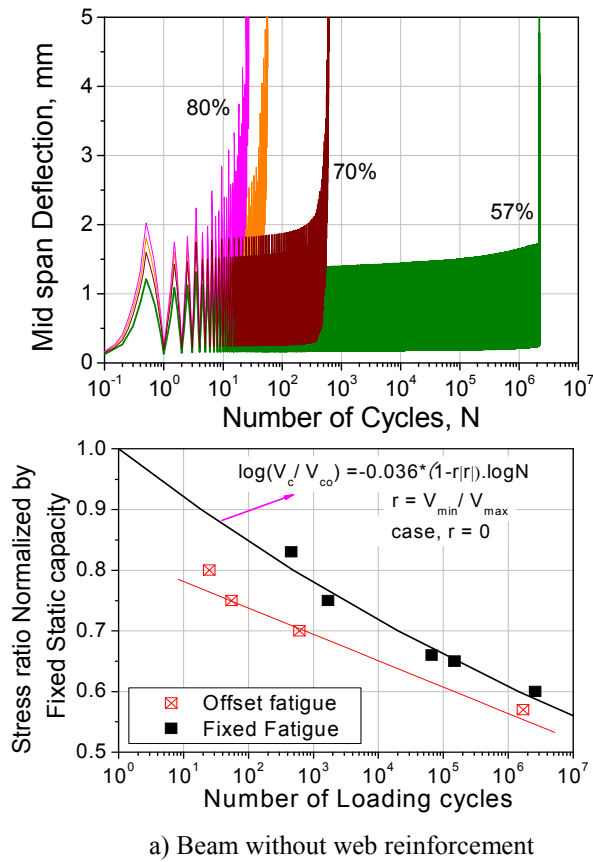 Mid span Deflection, mm
5
4
3
2
1
0
80%
70%
57%
10^-1 10^0 10^1 10^2 10^3 10^4 10^5 10^6 10^7
Number of Cycles, N
Stress ratio Normalized by
Fixed Static capacity
1.0
0.9
0.8
0.7
0.6
0.5
log(V_c/ V_co) =-0.036*(1-r|r|).logN
r = V_min/ V_max
case, r = 0
Offset fatigue
Fixed Fatigue
10^0 10^1 10^2 10^3 10^4 10^5 10^6 10^7
Number of Loading cycles
a) Beam without web reinforcement